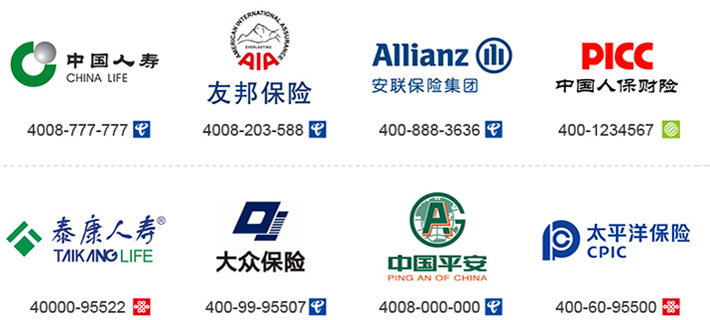 中国人寿
CHINA LIFE
AMERICAN INTERNATIONAL ASSURANCE
EVERLASTING
AIA
友邦保险
Allianz
安联保险集团
PICC
中国人保财险
4008-777-777
4008-203-588
400-888-3636
400-1234567
泰康人寿®
TAIKANG LIFE
大众保险
中国平安
PING AN OF CHINA
太平洋保险
CPIC
40000-95522
400-99-95507
4008-000-000
400-60-95500